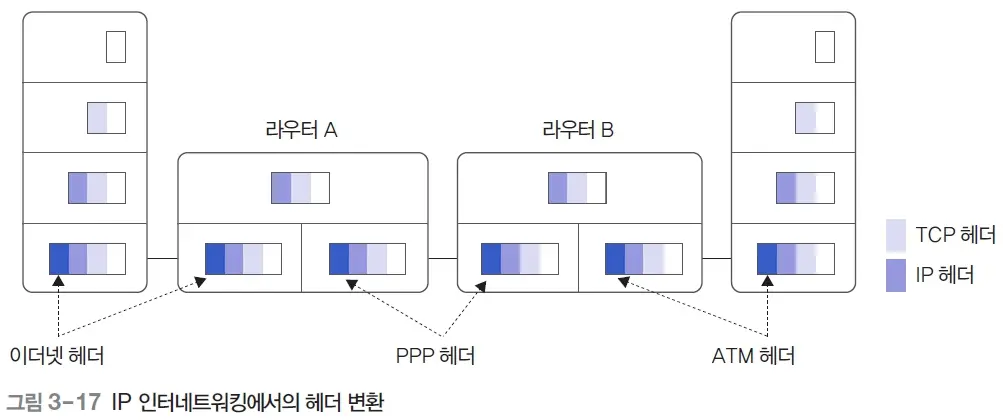 라우터 A
라우터 B
TCP 헤더
IP 헤더
이더넷 헤더
PPP 헤더
ATM 헤더
그림 3-17 IP 인터네트워킹에서의 헤더 변환